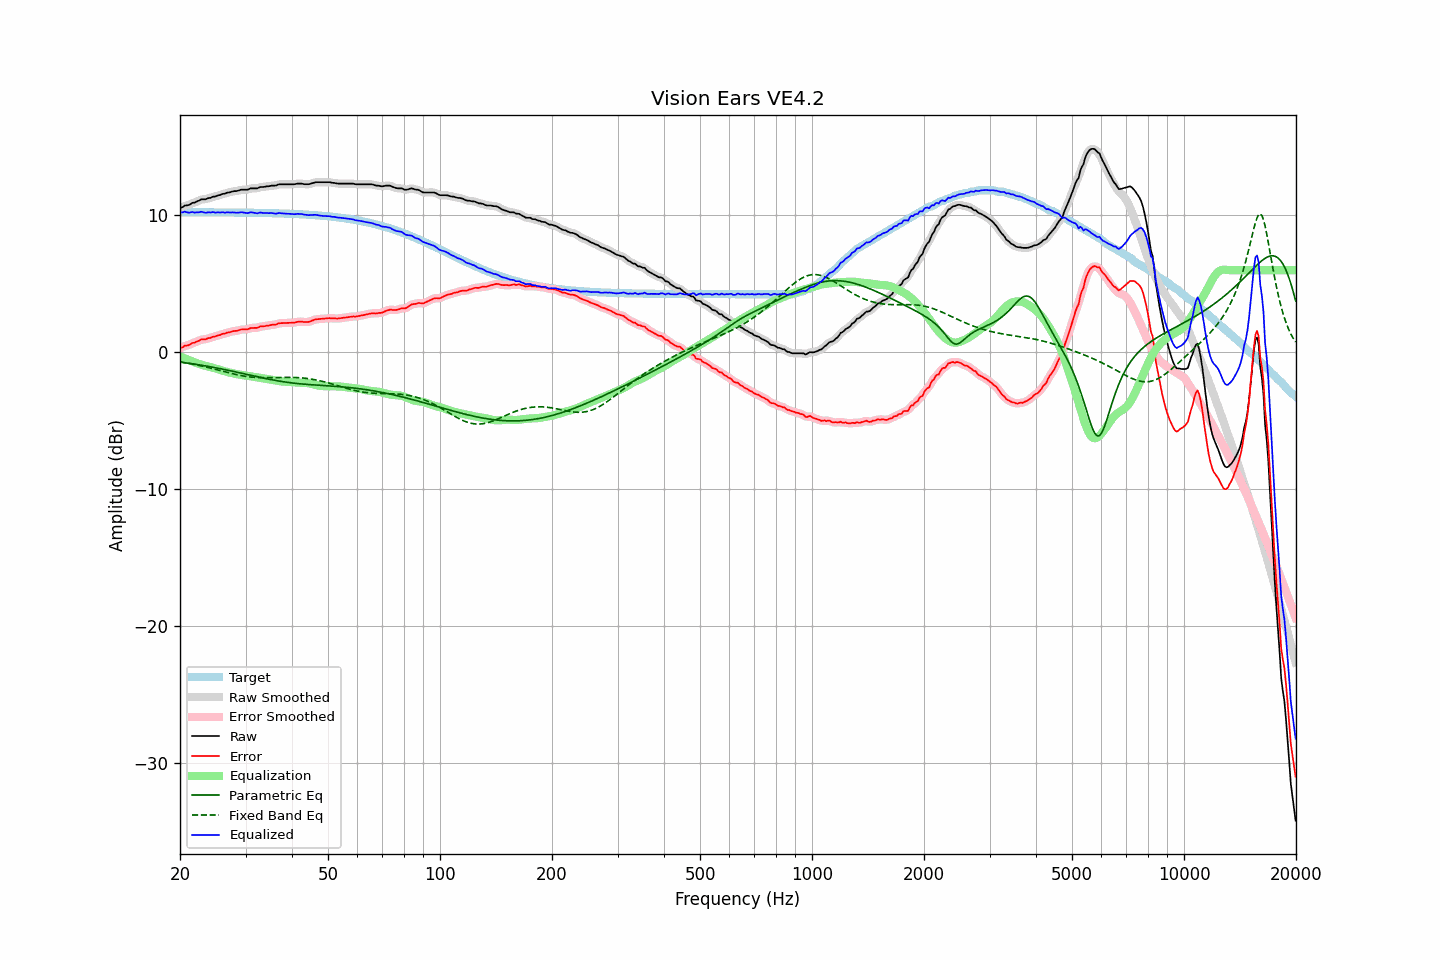 Vision Ears VE4.2
Amplitude (dBr)
10
0
−10
−20
−30
Target
Raw Smoothed
Error Smoothed
Raw
Error
Equalization
Parametric Eq
Fixed Band Eq
Equalized
20 50 100 200 500 1000 2000 5000 10000 20000
Frequency (Hz)